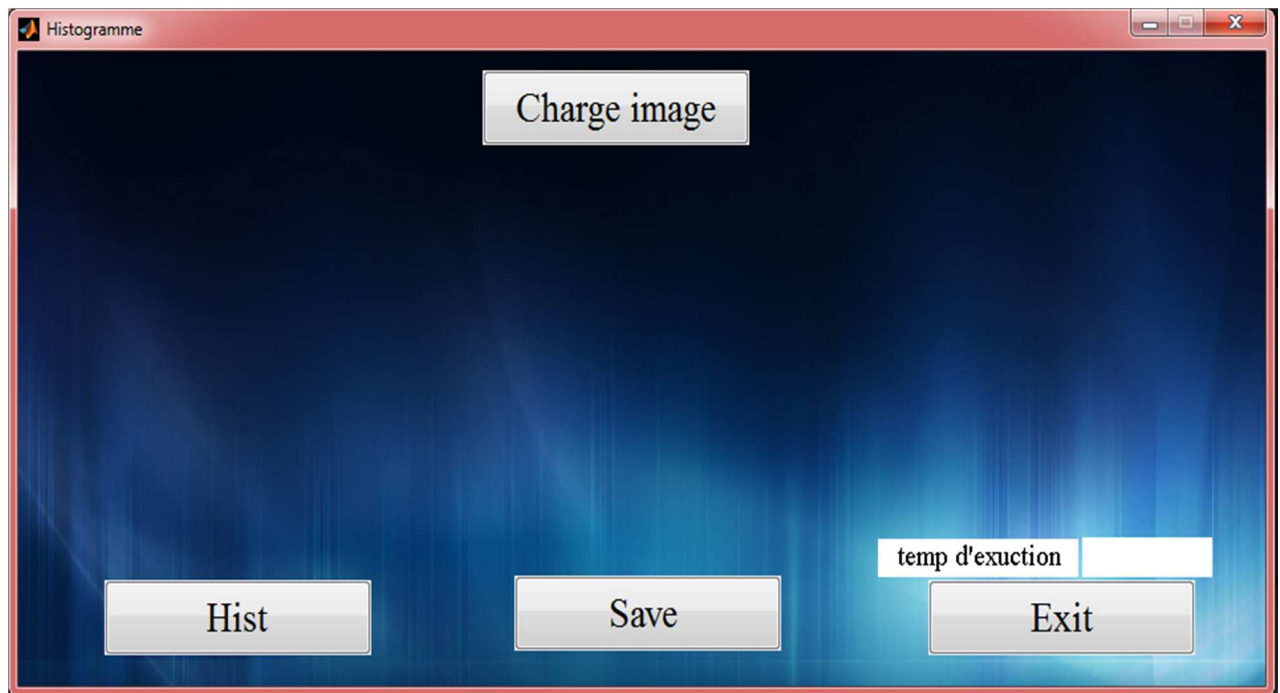 Histogramme
Charge image
temp d'exuction
Hist
Save
Exit